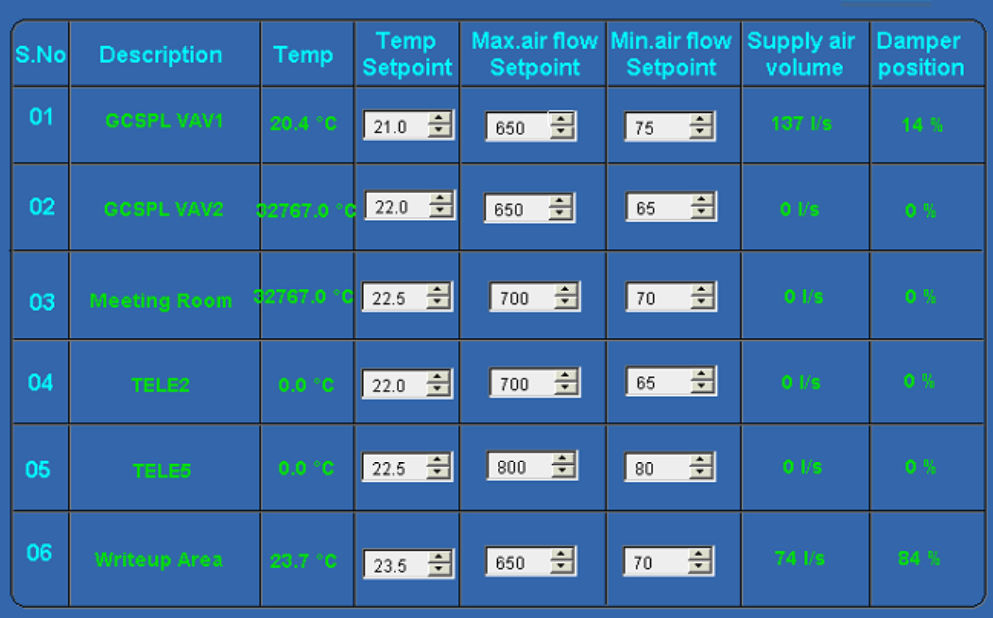 S.No Description Temp Temp Setpoint Max.air flow Setpoint Min.air flow Setpoint Supply air volume Damper position
01 GCSPL VAV1 20.4 °C 21.0 650 75 137 l/s 14 %
02 GCSPL VAV2 32767.0 °C 22.0 650 65 0 l/s 0 %
03 Meeting Room 32767.0 °C 22.5 700 70 0 l/s 0 %
04 TELE2 0.0 °C 22.0 700 65 0 l/s 0 %
05 TELE5 0.0 °C 22.5 800 80 0 l/s 0 %
06 Writeup Area 23.7 °C 23.5 650 70 74 l/s 84 %